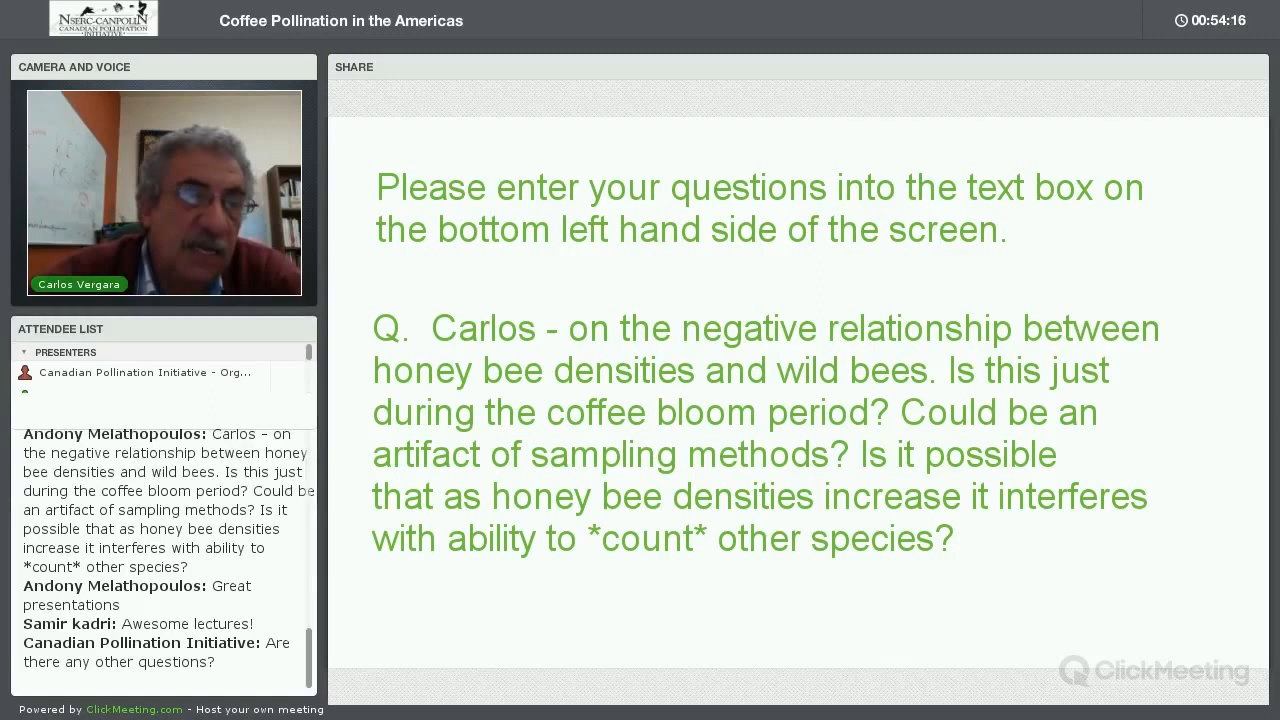 NSERC-CANPOLIN
CANADIAN POLLINATION
INITIATIVE
Coffee Pollination in the Americas
00:54:16
CAMERA AND VOICE
Carlos Vergara
ATTENDEE LIST
PRESENTERS
Canadian Pollination Initiative - Org...
Andony Melathopoulos: Carlos - on
the negative relationship between honey
bee densities and wild bees. Is this just
during the coffee bloom period? Could be
an artifact of sampling methods? Is it
possible that as honey bee densities
increase it interferes with ability to
*count* other species?
Andony Melathopoulos: Great
presentations
Samir kadri: Awesome lectures!
Canadian Pollination Initiative: Are
there any other questions?
SHARE
Please enter your questions into the text box on
the bottom left hand side of the screen.
Q. Carlos - on the negative relationship between
honey bee densities and wild bees. Is this just
during the coffee bloom period? Could be an
artifact of sampling methods? Is it possible
that as honey bee densities increase it interferes
with ability to *count* other species?
ClickMeeting
Powered by ClickMeeting.com - Host your own meeting